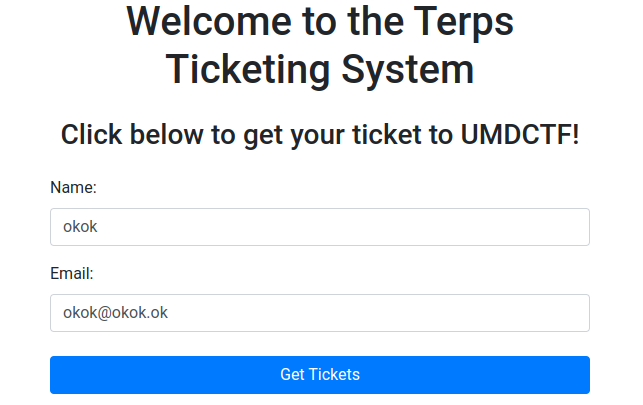 Welcome to the Terps
Ticketing System
Click below to get your ticket to UMDCTF!
Name:
okok
Email:
okok@okok.ok
Get Tickets